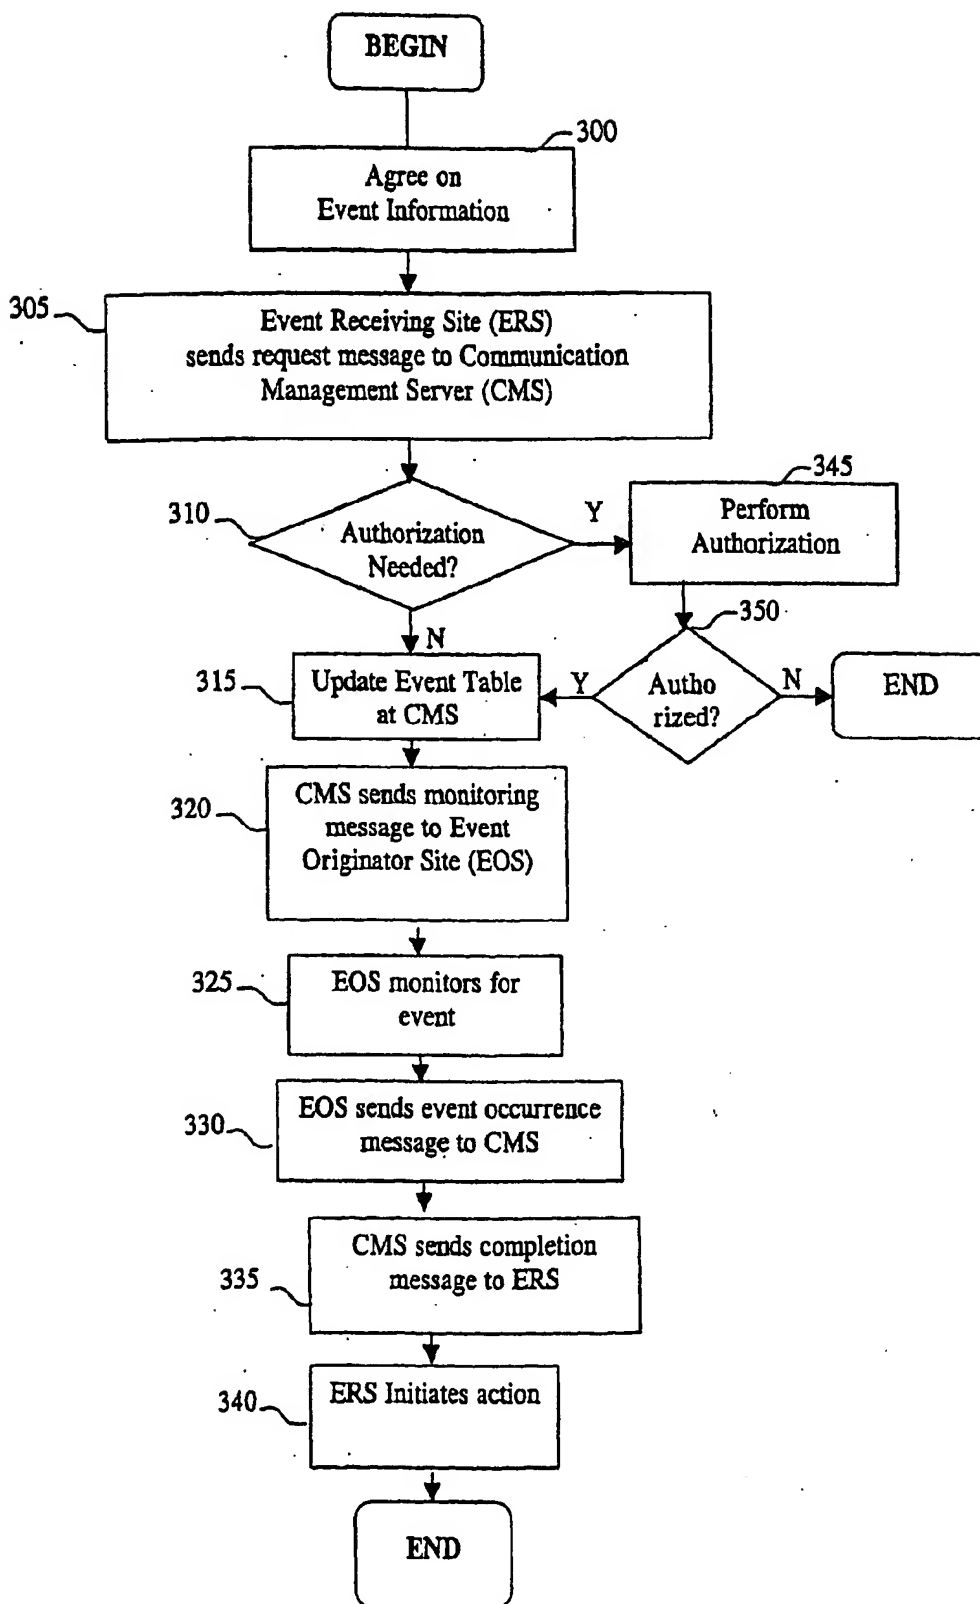 BEGIN
300
Agree on
Event Information
305
Event Receiving Site (ERS)
sends request message to Communication
Management Server (CMS)
310
Authorization
Needed?
Y
345
Perform
Authorization
350
N
315
Update Event Table
at CMS
Y
Autho
rized?
N
END
320
CMS sends monitoring
message to Event
Originator Site (EOS)
325
EOS monitors for
event
330
EOS sends event occurrence
message to CMS
335
CMS sends completion
message to ERS
340
ERS Initiates action
END